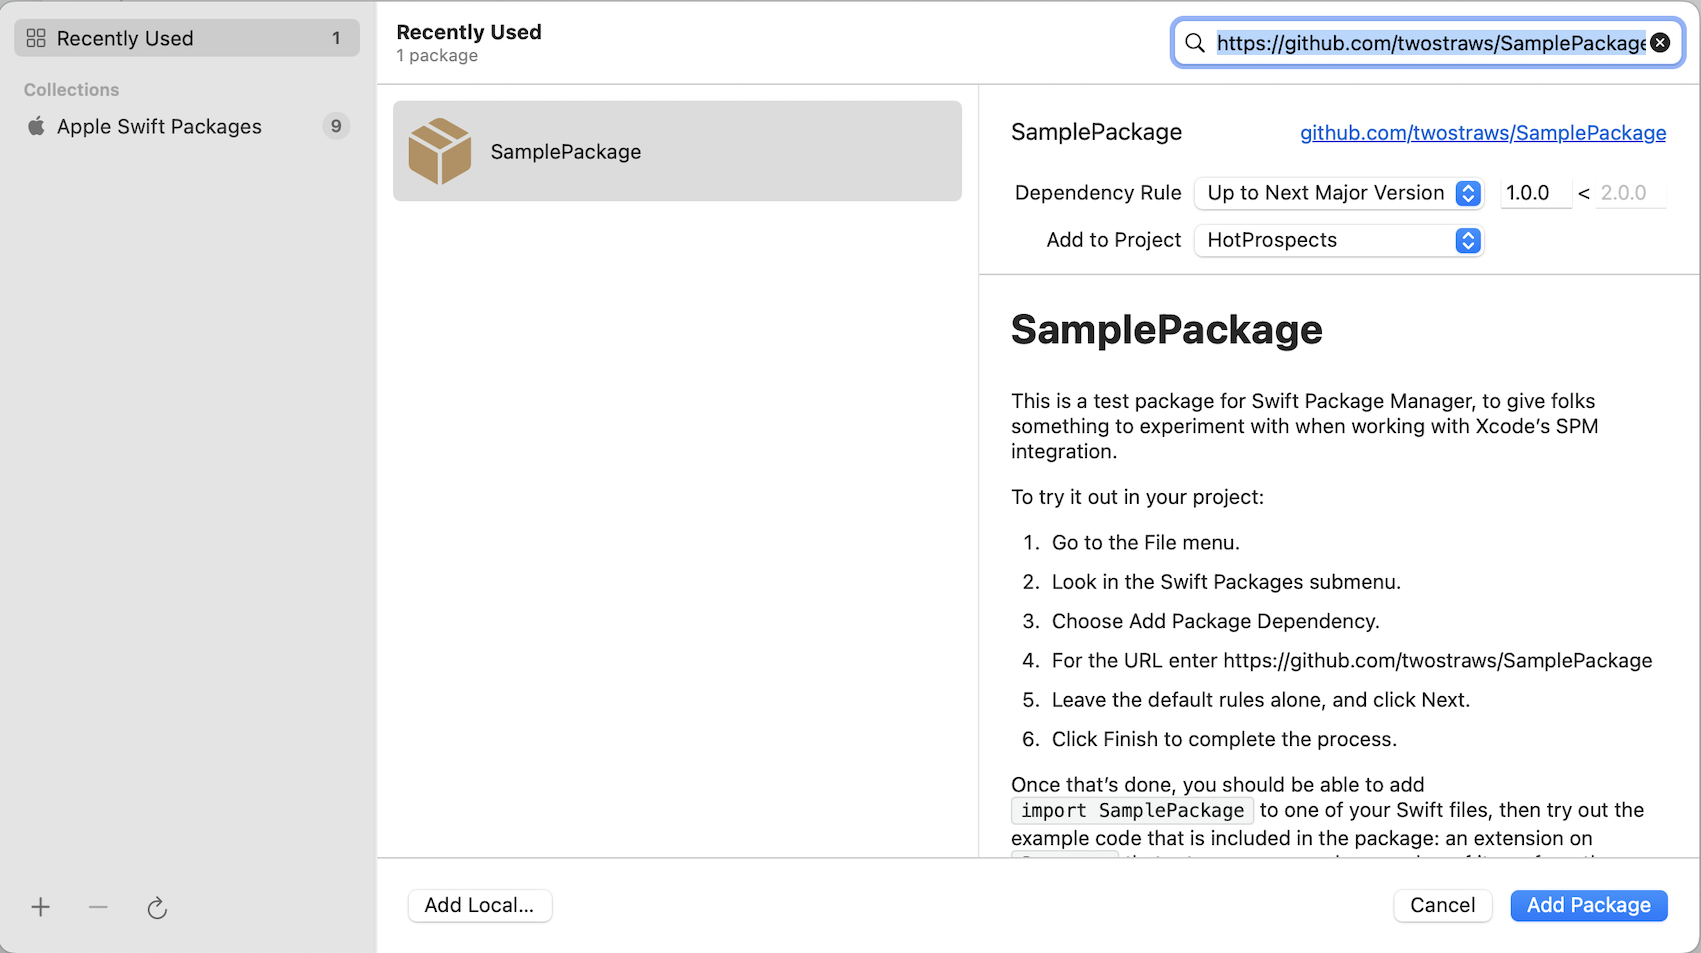 Recently Used 1
Collections
Apple Swift Packages 9
Recently Used
1 package
https://github.com/twostraws/SamplePackage
SamplePackage
SamplePackage github.com/twostraws/SamplePackage
Dependency Rule Up to Next Major Version 1.0.0 < 2.0.0
Add to Project HotProspects
SamplePackage
This is a test package for Swift Package Manager, to give folks
something to experiment with when working with Xcode’s SPM
integration.
To try it out in your project:
1. Go to the File menu.
2. Look in the Swift Packages submenu.
3. Choose Add Package Dependency.
4. For the URL enter https://github.com/twostraws/SamplePackage
5. Leave the default rules alone, and click Next.
6. Click Finish to complete the process.
Once that’s done, you should be able to add
import SamplePackage to one of your Swift files, then try out the
example code that is included in the package: an extension on
Add Local...
Cancel
Add Package